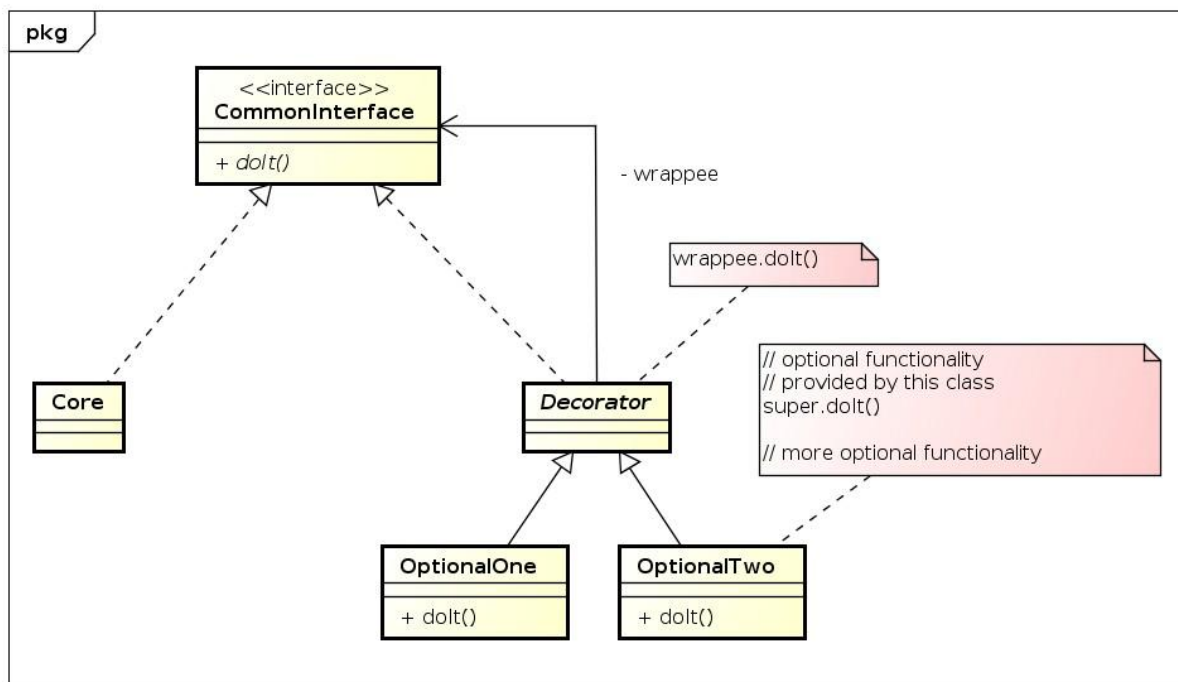 pkg
<<interface>>
CommonInterface
+ doIt()
- wrappee
wrappee.doIt()
// optional functionality
// provided by this class
super.doIt()
// more optional functionality
Core
Decorator
OptionalOne
+ doIt()
OptionalTwo
+ doIt()